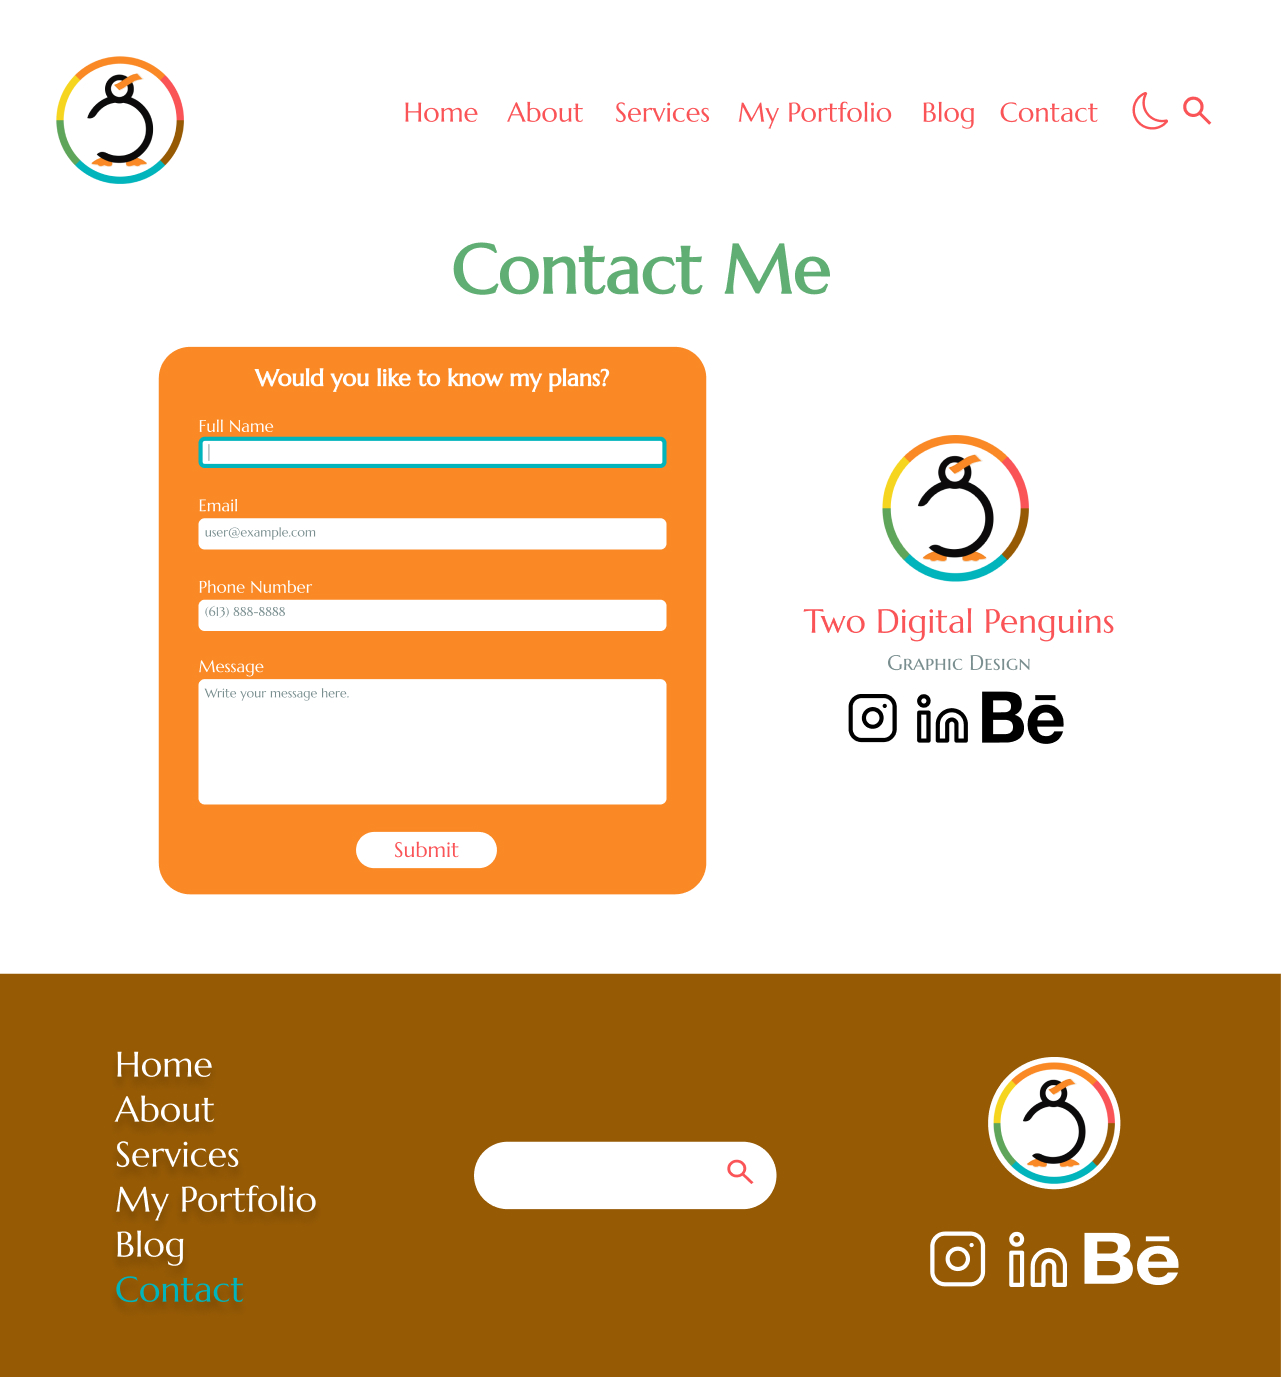 Home About Services My Portfolio Blog Contact
Contact Me
Would you like to know my plans?
Full Name
Email
user@example.com
Phone Number
(613) 888-8888
Message
Write your message here.
Submit
Two Digital Penguins
Graphic Design
in Bē
Home
About
Services
My Portfolio
Blog
Contact
in Bē